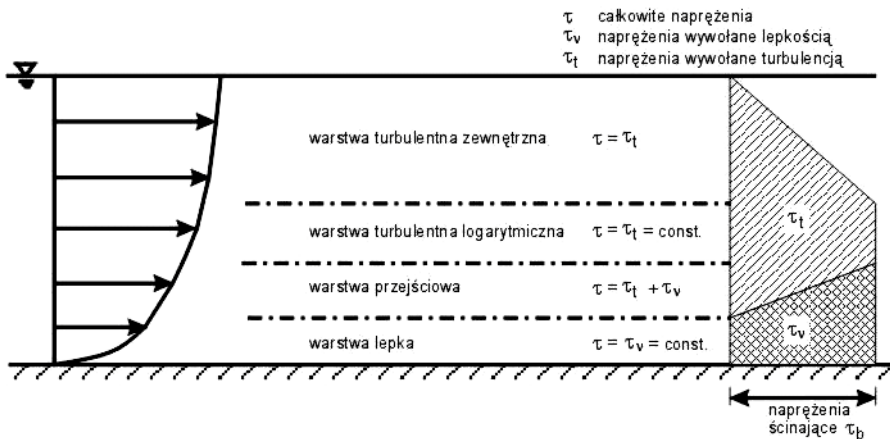 τ całkowite naprężenia
τᵥ naprężenia wywołane lepkością
τₜ naprężenia wywołane turbulencją
warstwa turbulentna zewnętrzna τ = τₜ
warstwa turbulentna logarytmiczna τ = τₜ = const.
warstwa przejściowa τ = τₜ + τᵥ
warstwa lepka τ = τᵥ = const.
τₜ
τᵥ
naprężenia
ścinające τ_b